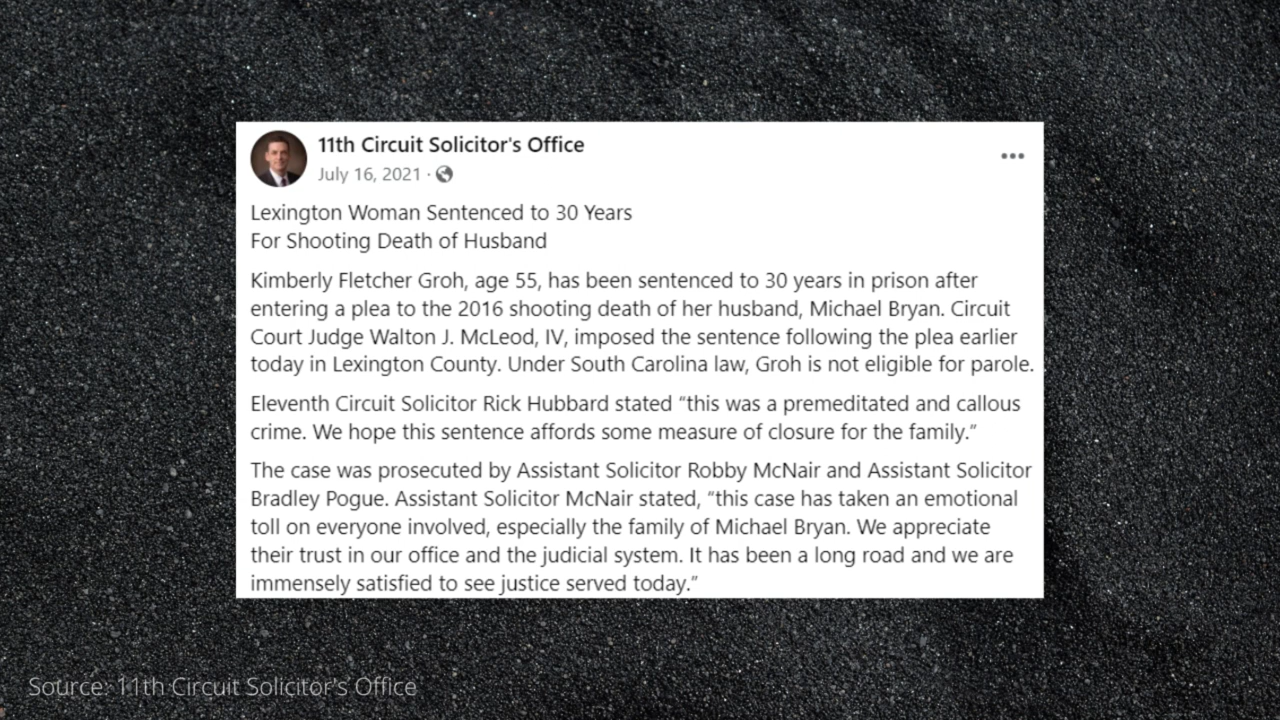 11th Circuit Solicitor's Office
July 16, 2021 ·
Lexington Woman Sentenced to 30 Years
For Shooting Death of Husband
Kimberly Fletcher Groh, age 55, has been sentenced to 30 years in prison after
entering a plea to the 2016 shooting death of her husband, Michael Bryan. Circuit
Court Judge Walton J. McLeod, IV, imposed the sentence following the plea earlier
today in Lexington County. Under South Carolina law, Groh is not eligible for parole.
Eleventh Circuit Solicitor Rick Hubbard stated “this was a premeditated and callous
crime. We hope this sentence affords some measure of closure for the family.”
The case was prosecuted by Assistant Solicitor Robby McNair and Assistant Solicitor
Bradley Pogue. Assistant Solicitor McNair stated, “this case has taken an emotional
toll on everyone involved, especially the family of Michael Bryan. We appreciate
their trust in our office and the judicial system. It has been a long road and we are
immensely satisfied to see justice served today.”
Source: 11th Circuit Solicitor's Office